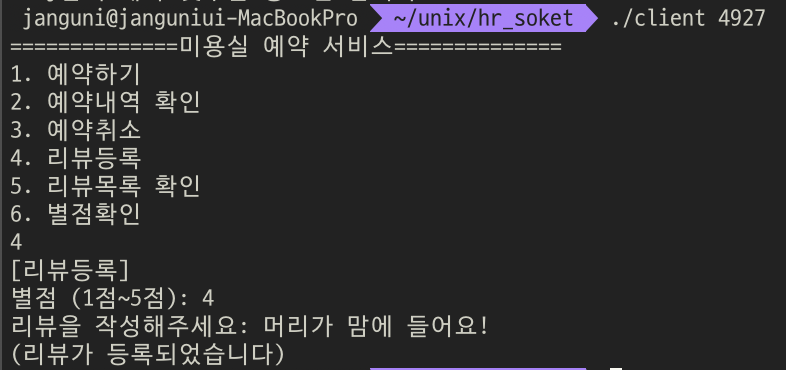 janguni@janguniui-MacBookPro ~/unix/hr_soket ./client 4927
==============미용실 예약 서비스==============
1. 예약하기
2. 예약내역 확인
3. 예약취소
4. 리뷰등록
5. 리뷰목록 확인
6. 별점확인
4
[리뷰등록]
별점 (1점~5점): 4
리뷰을 작성해주세요: 머리가 맘에 들어요!
(리뷰가 등록되었습니다)